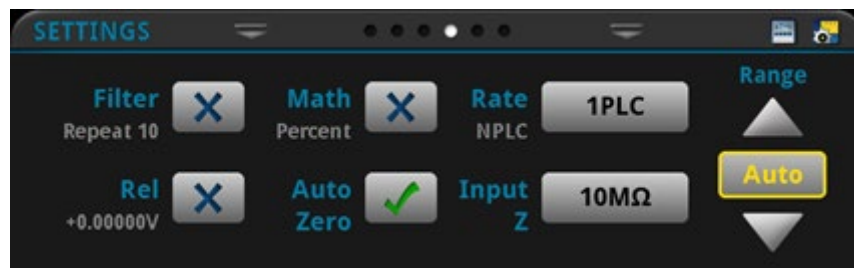 SETTINGS
Range
Filter
Repeat 10
Math
Percent
Rate
NPLC
1PLC
Auto
Rel
+0.00000V
Auto
Zero
Input
Z
10MΩ